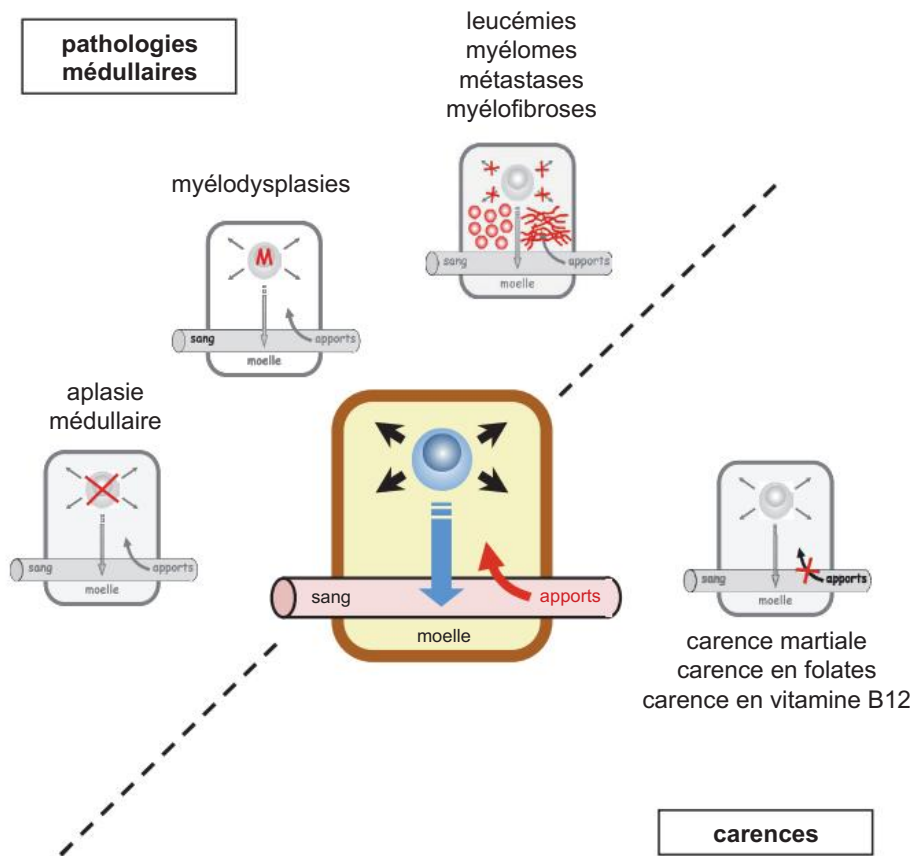 pathologies
médullaires
leucémies
myélomes
métastases
myélofibroses
sang
apports
moelle
myélodysplasies
M
sang
apports
moelle
aplasie
médullaire
sang
apports
moelle
sang
apports
moelle
sang
apports
moelle
carence martiale
carence en folates
carence en vitamine B12
carences